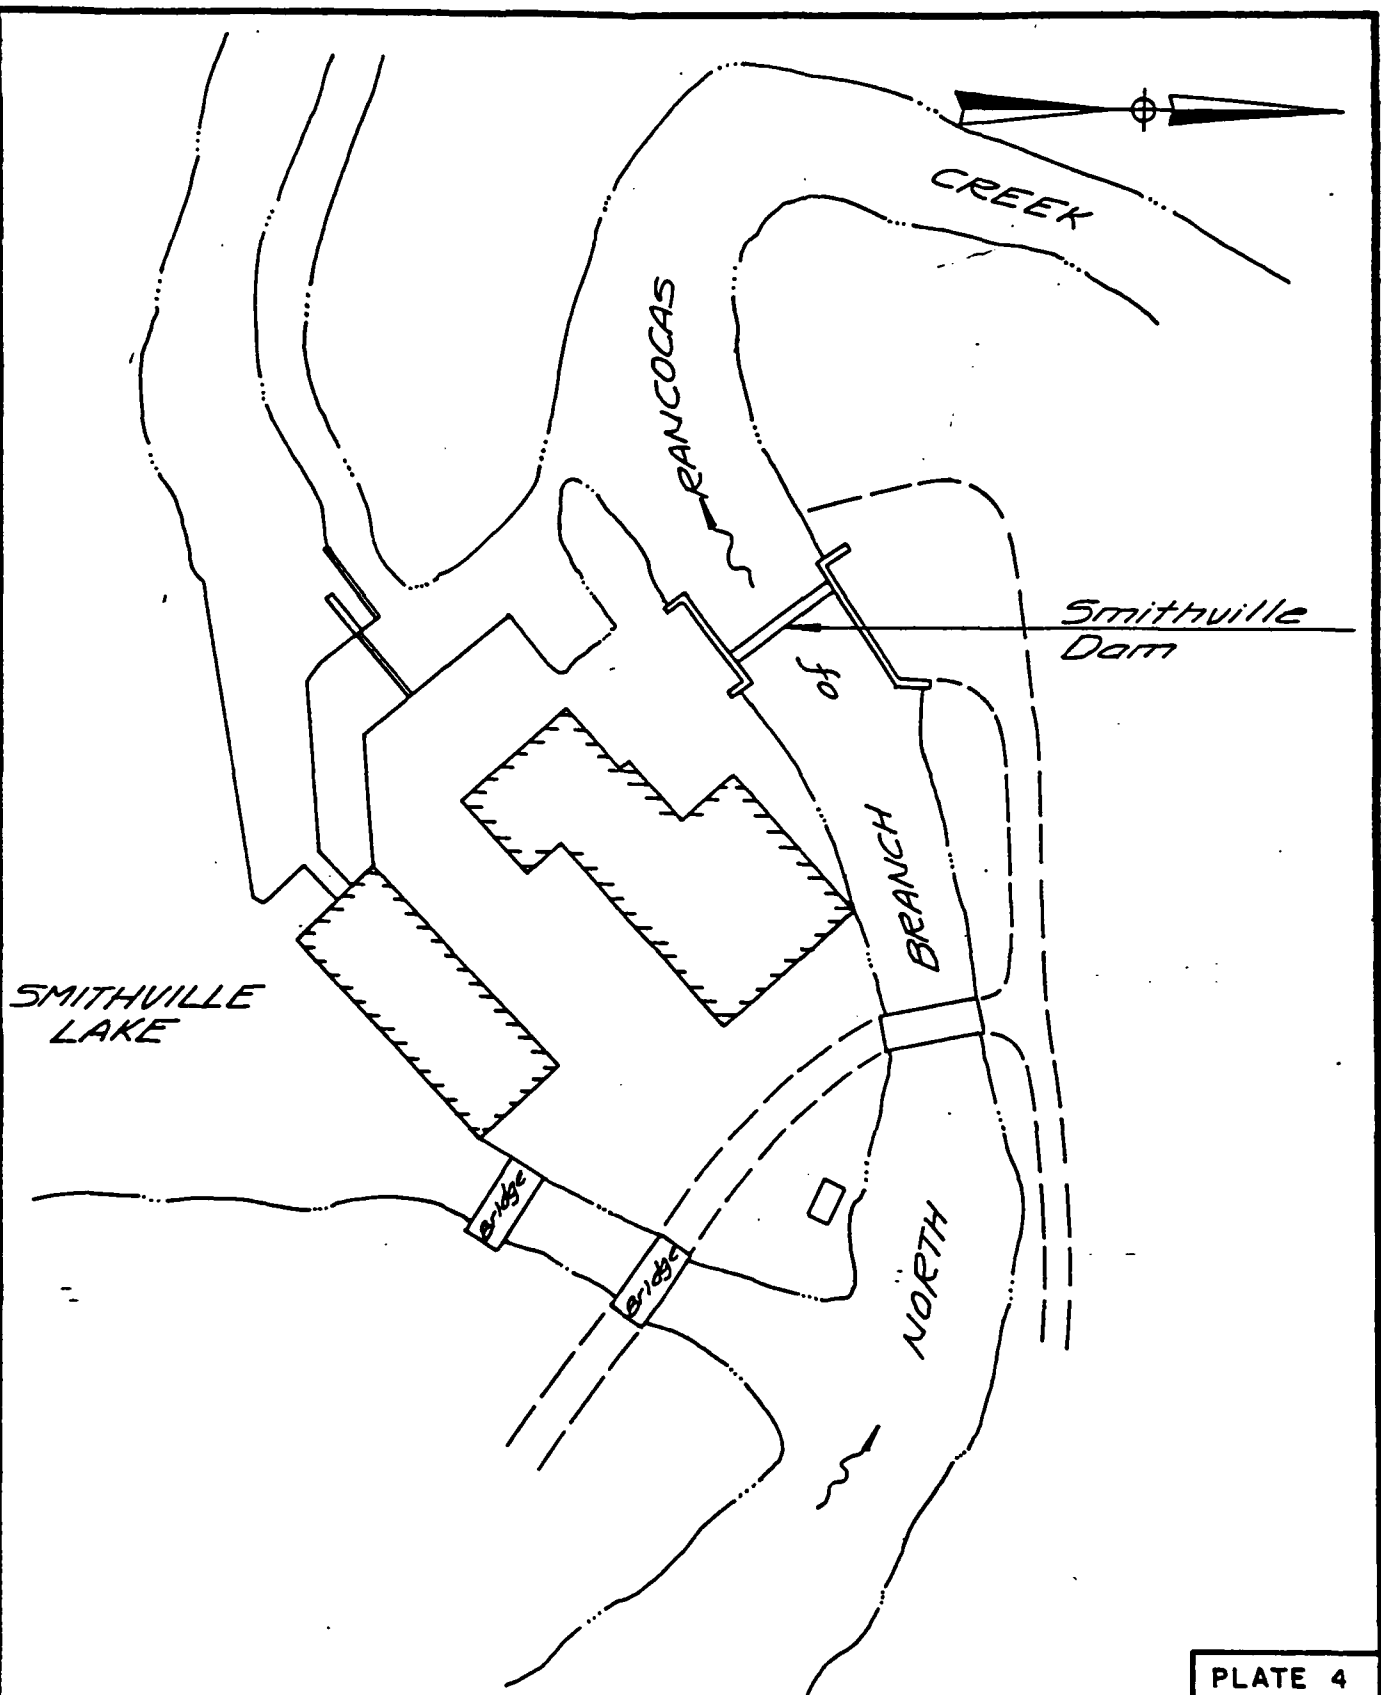 CREEK
RANCOCAS
Smithville
Dam
of
BRANCH
SMITHVILLE
LAKE
Bridge
Bridge
NORTH
PLATE 4